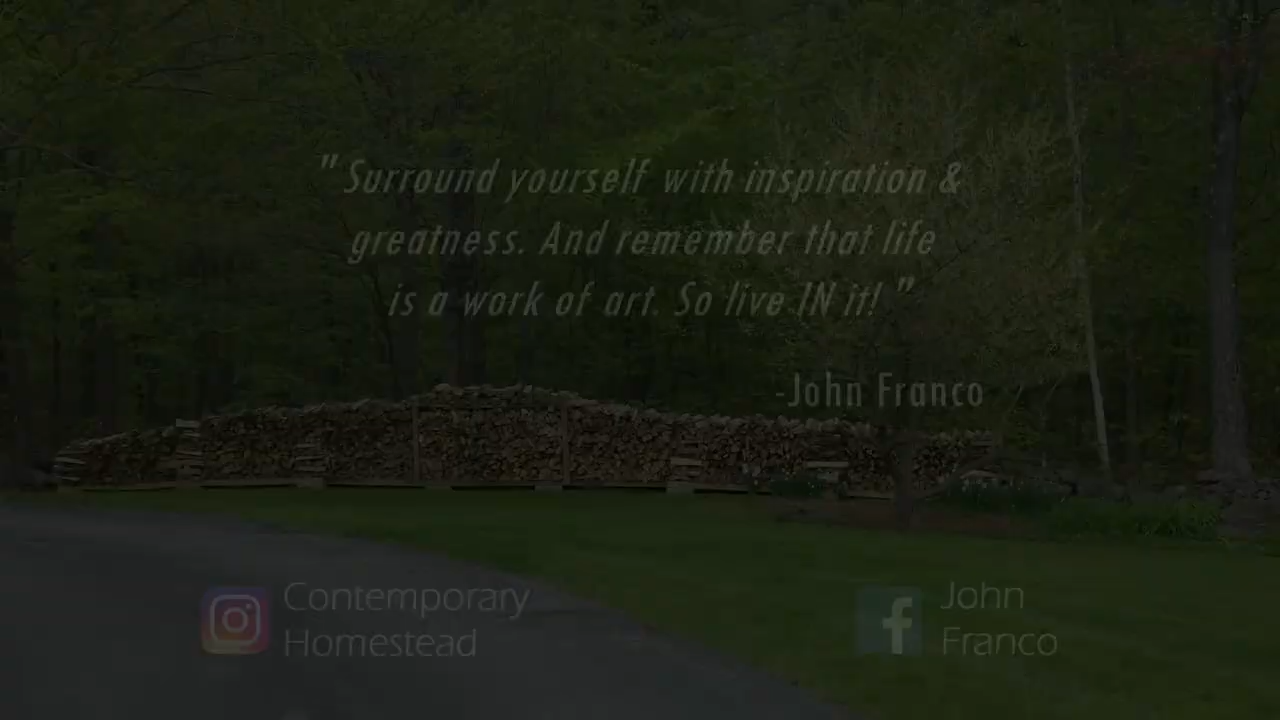 " Surround yourself with inspiration &
greatness. And remember that life
is a work of art. So live IN it! "
-John Franco
Contemporary
Homestead
John
Franco